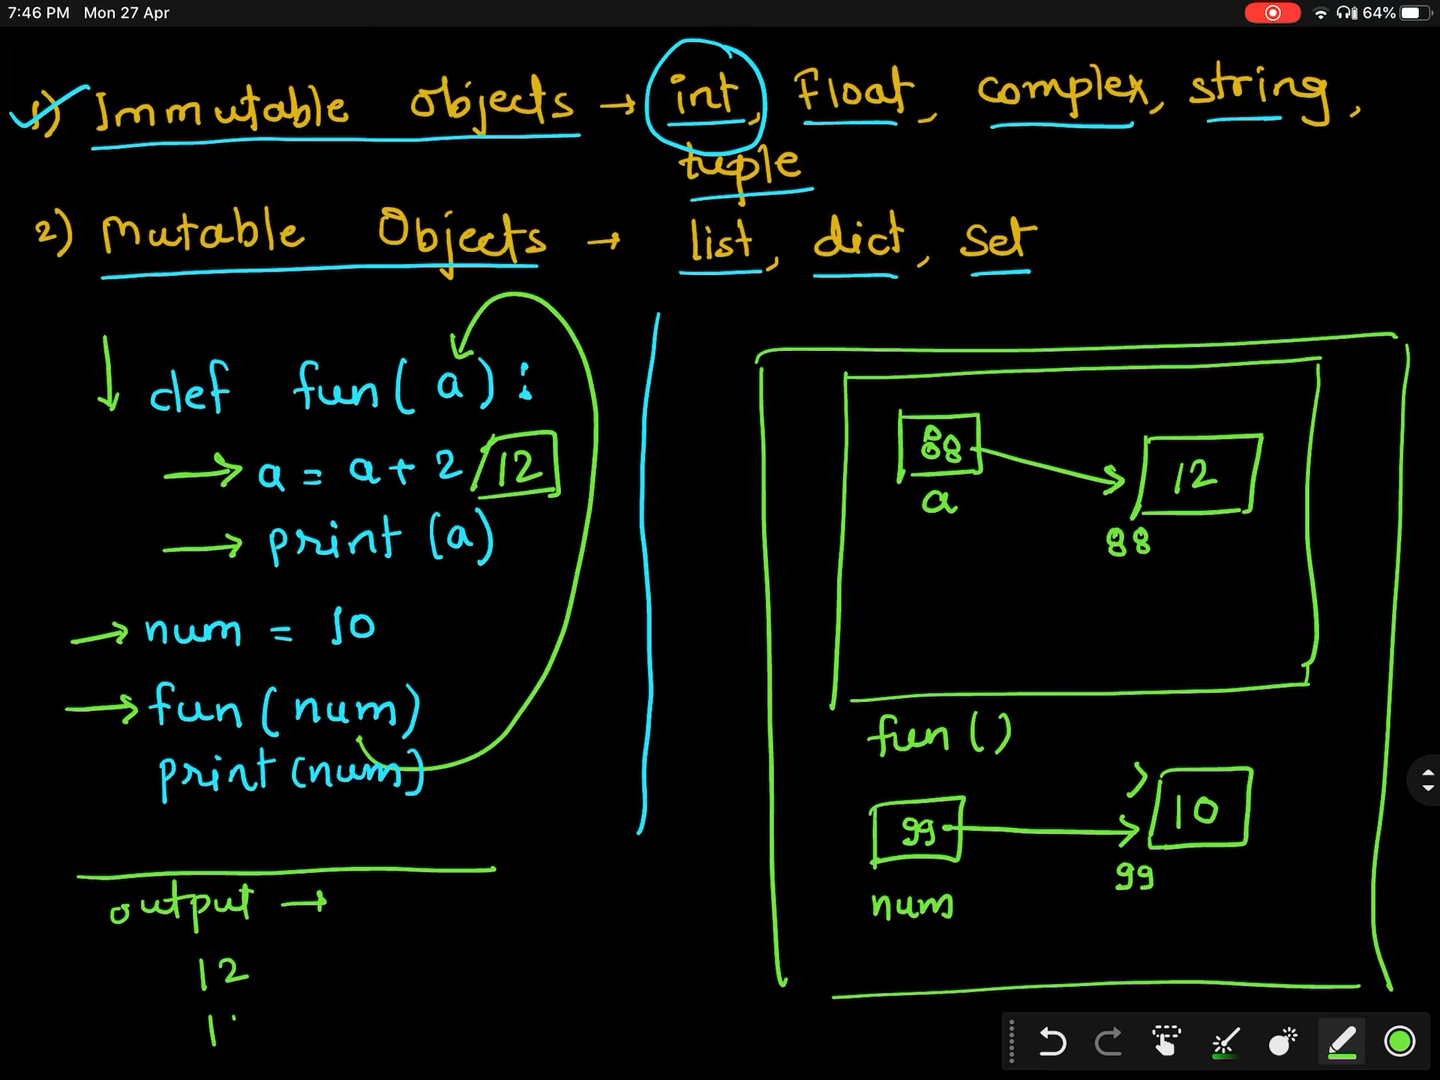 7:46 PM Mon 27 Apr 64%
1) Immutable objects → int, Float, complex, string,
tuple
2) Mutable Objects → list, dict, set
def fun(a):
→ a = a + 2 / 12
→ print (a)
→ num = 10
→ fun (num)
print (num)
output →
12
1
88
a
12
88
fun ()
99
num
10
99